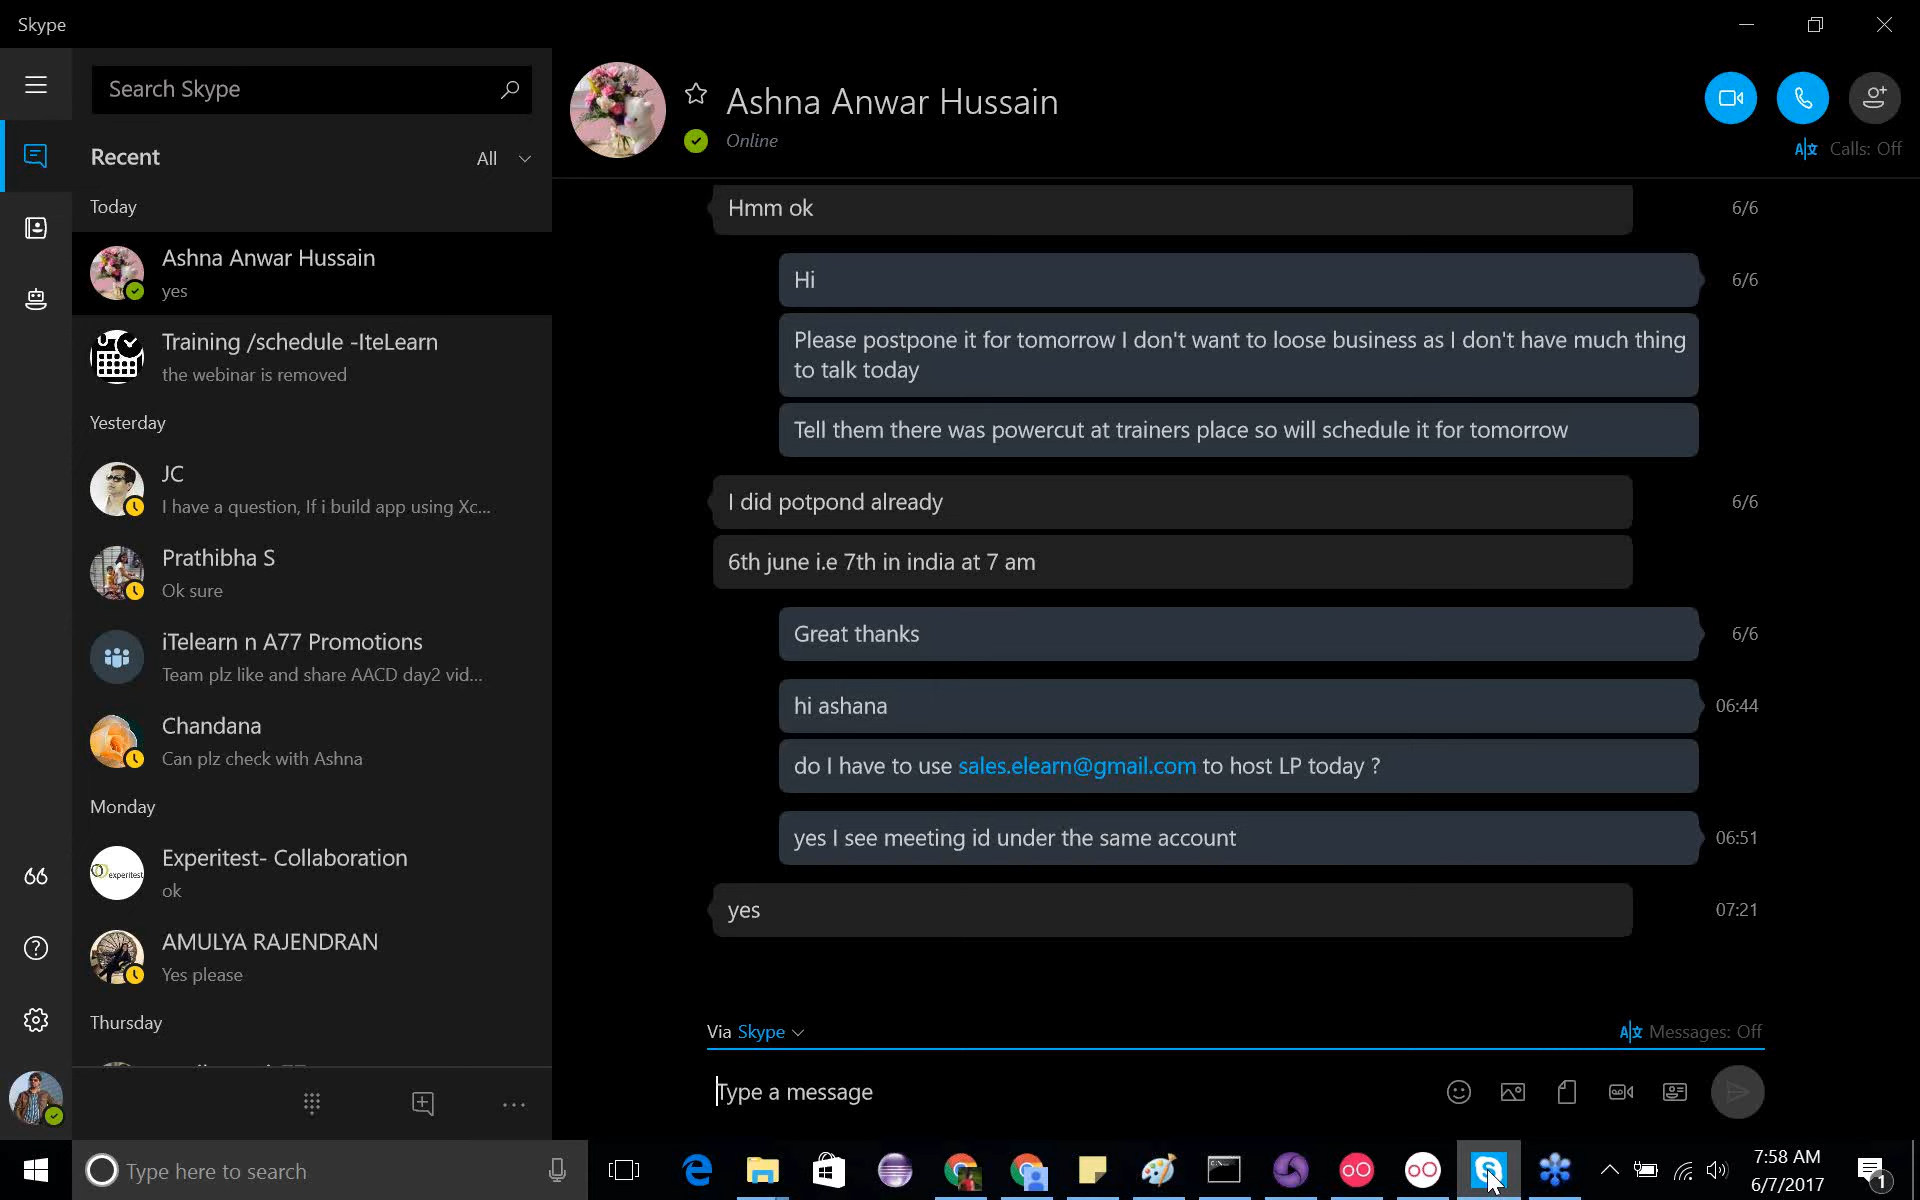 Skype
Search Skype
Recent
All
Today
Ashna Anwar Hussain
yes
Training /schedule -IteLearn
the webinar is removed
Yesterday
JC
I have a question, If i build app using Xc...
Prathibha S
Ok sure
iTelearn n A77 Promotions
Team plz like and share AACD day2 vid...
Chandana
Can plz check with Ashna
Monday
Experitest- Collaboration
ok
experitest
AMULYA RAJENDRAN
Yes please
Thursday
Ashna Anwar Hussain
Online
Calls: Off
Hmm ok
6/6
Hi
6/6
Please postpone it for tomorrow I don't want to loose business as I don't have much thing
to talk today
Tell them there was powercut at trainers place so will schedule it for tomorrow
I did potpond already
6/6
6th june i.e 7th in india at 7 am
Great thanks
6/6
hi ashana
06:44
do I have to use sales.elearn@gmail.com to host LP today ?
yes I see meeting id under the same account
06:51
yes
07:21
Via Skype
Messages: Off
Type a message
Type here to search
7:58 AM
6/7/2017
1